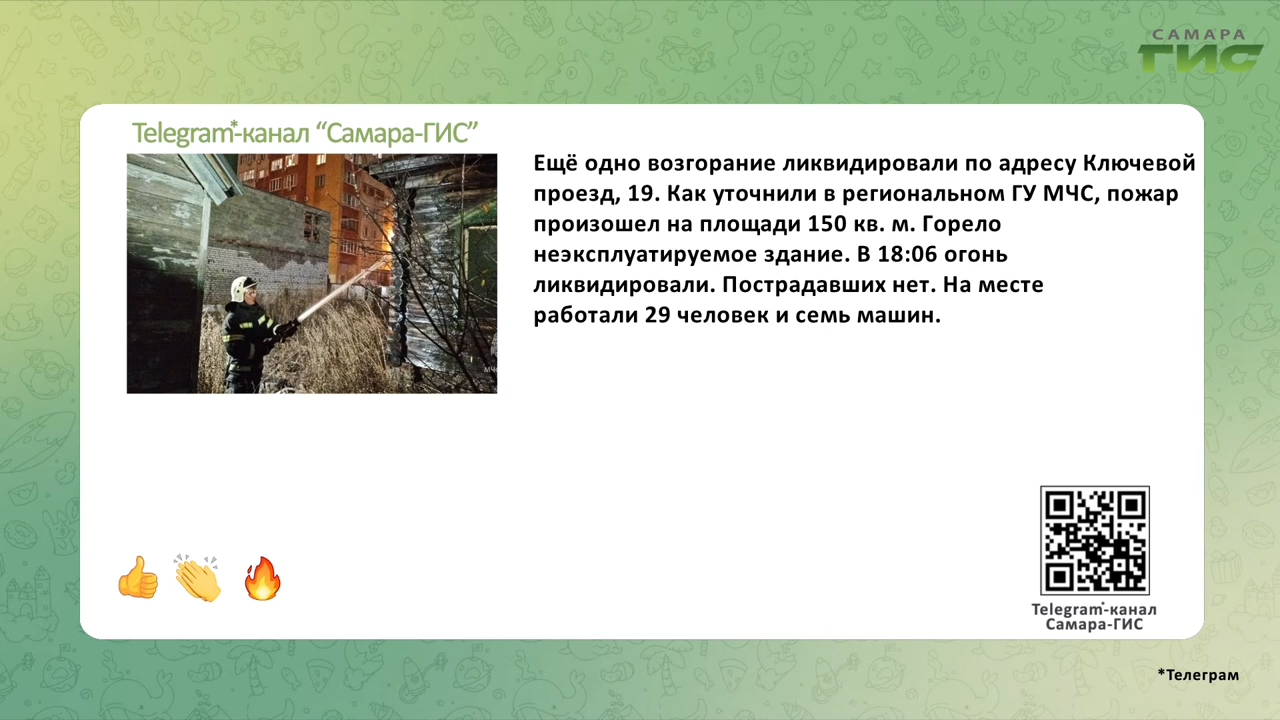 САМАРА
ГИС
Telegram*-канал “Самара-ГИС”
Ещё одно возгорание ликвидировали по адресу Ключевой
проезд, 19. Как уточнили в региональном ГУ МЧС, пожар
произошел на площади 150 кв. м. Горело
неэксплуатируемое здание. В 18:06 огонь
ликвидировали. Пострадавших нет. На месте
работали 29 человек и семь машин.
Telegram*-канал
Самара-ГИС
*Телеграм